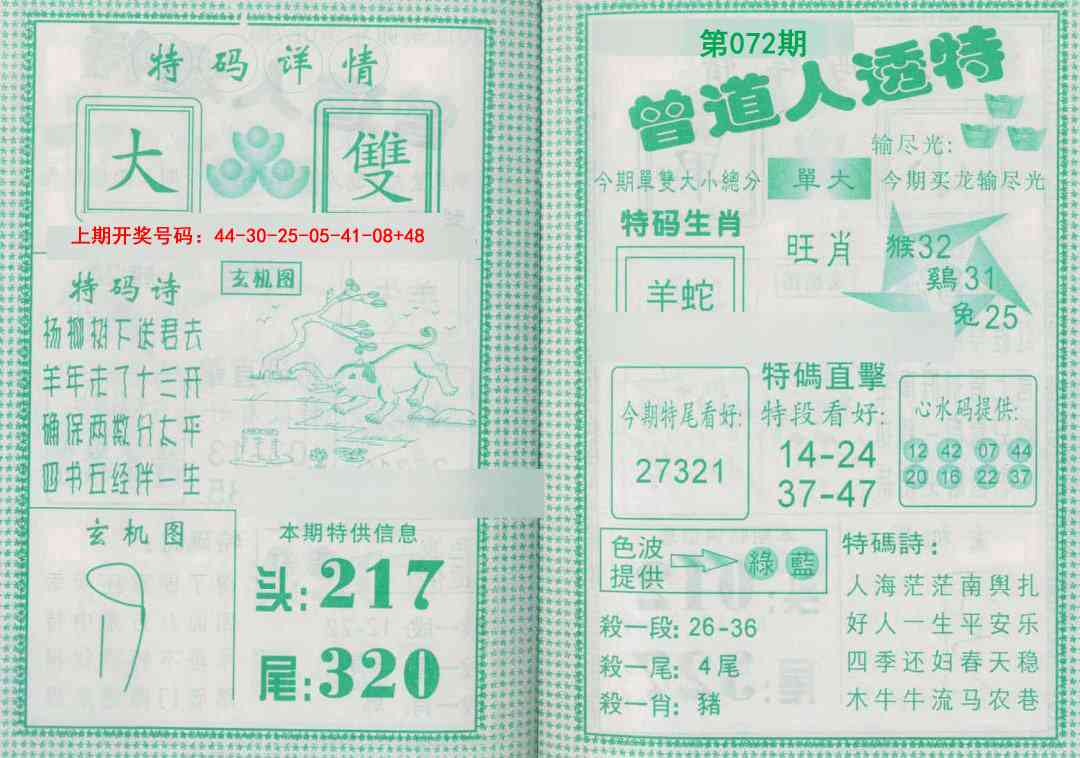 特码详情
大
雙
上期开奖号码：44-30-25-05-41-08+48
特码诗
扬柳树下送君去
羊年走了十三开
确保两数分太平
四书五经伴一生
玄机图
玄机图
本期特供信息
头:217
尾:320
第072期
曾道人透特
输尽光:
今期單雙大小總分
單大
今期买龙输尽光
特码生肖
羊蛇
旺肖
猴32
鷄31
兔25
今期特尾看好:
27321
特碼直擊
特段看好:
14-24
37-47
心水码提供:
12 42 07 44
20 16 22 37
色波
提供
綠 藍
殺一段: 26-36
殺一尾: 4尾
殺一肖: 豬
特碼詩:
人海茫茫南舆扎
好人一生平安乐
四季还妇春天稳
木牛牛流马农巷